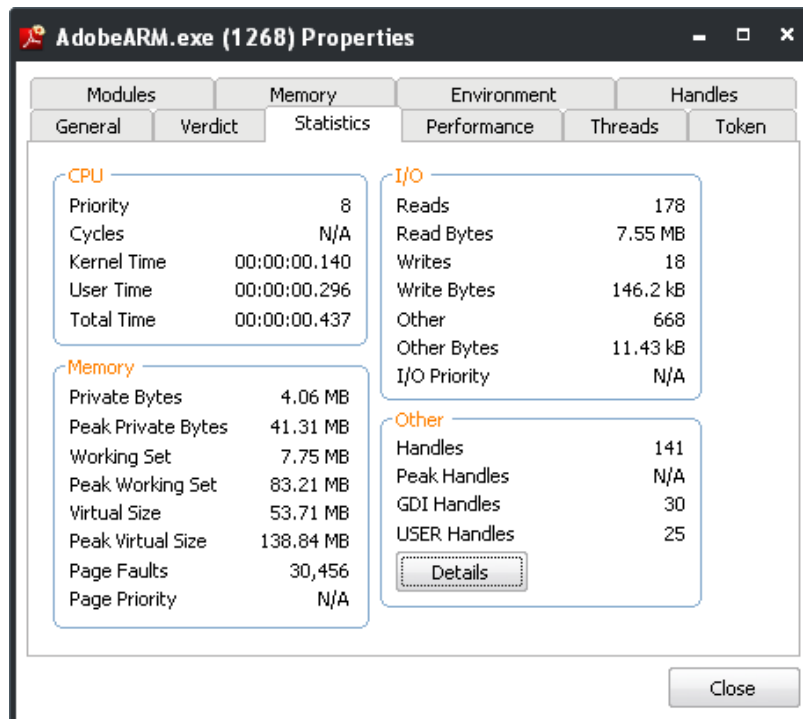 AdobeARM.exe (1268) Properties
Modules Memory Environment Handles
General Verdict Statistics Performance Threads Token
CPU
Priority 8
Cycles N/A
Kernel Time 00:00:00.140
User Time 00:00:00.296
Total Time 00:00:00.437
Memory
Private Bytes 4.06 MB
Peak Private Bytes 41.31 MB
Working Set 7.75 MB
Peak Working Set 83.21 MB
Virtual Size 53.71 MB
Peak Virtual Size 138.84 MB
Page Faults 30,456
Page Priority N/A
I/O
Reads 178
Read Bytes 7.55 MB
Writes 18
Write Bytes 146.2 kB
Other 668
Other Bytes 11.43 kB
I/O Priority N/A
Other
Handles 141
Peak Handles N/A
GDI Handles 30
USER Handles 25
Details
Close